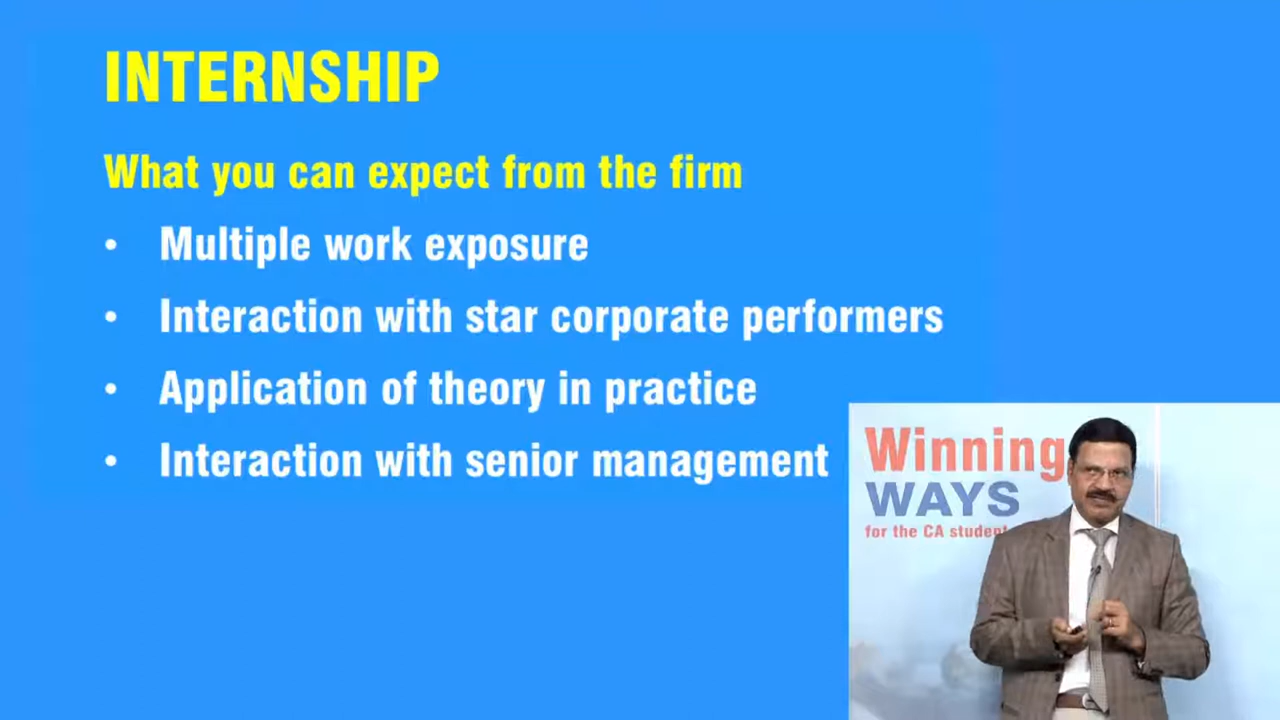 INTERNSHIP
What you can expect from the firm
• Multiple work exposure
• Interaction with star corporate performers
• Application of theory in practice
• Interaction with senior management
Winning
WAYS
for the CA student